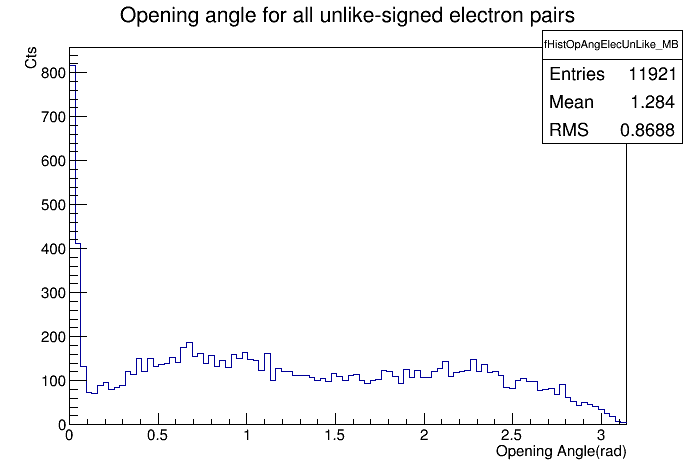 Opening angle for all unlike-signed electron pairs
fHistOpAngElecUnLike_MB
Entries 11921
Mean 1.284
RMS 0.8688
Cts
800
700
600
500
400
300
200
100
0
0 0.5 1 1.5 2 2.5 3
Opening Angle(rad)